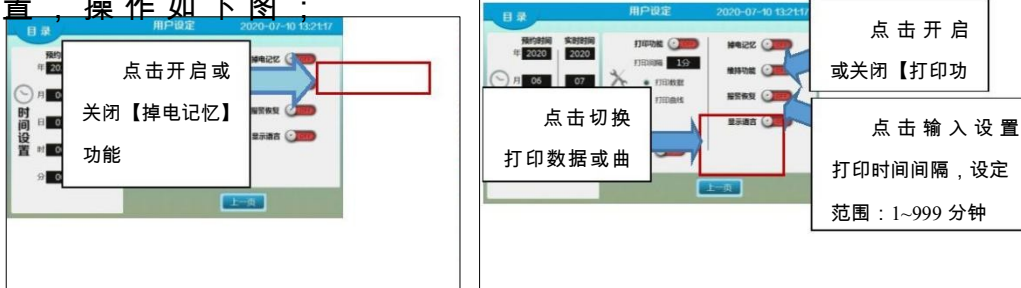 置，操作如下图；
目录
用户设定
2020-07-10 13:21:17
预约
年 20
掉电记忆
点击开启或
关闭【掉电记忆】
功能
月 0
日 0
时 0
分 0
时间设置
报警恢复
显示语言
上一页
目录
用户设定
2020-07-10 13:21:17
预约时间 实时时间
年 2020 2020
月 06 07
打印功能
打印间隔 1分
打印数据
打印曲线
掉电记忆
维持功能
报警恢复
显示语言
上一页
点击开启
或关闭【打印功
点击切换
打印数据或曲
点击输入设置
打印时间间隔，设定
范围：1~999 分钟